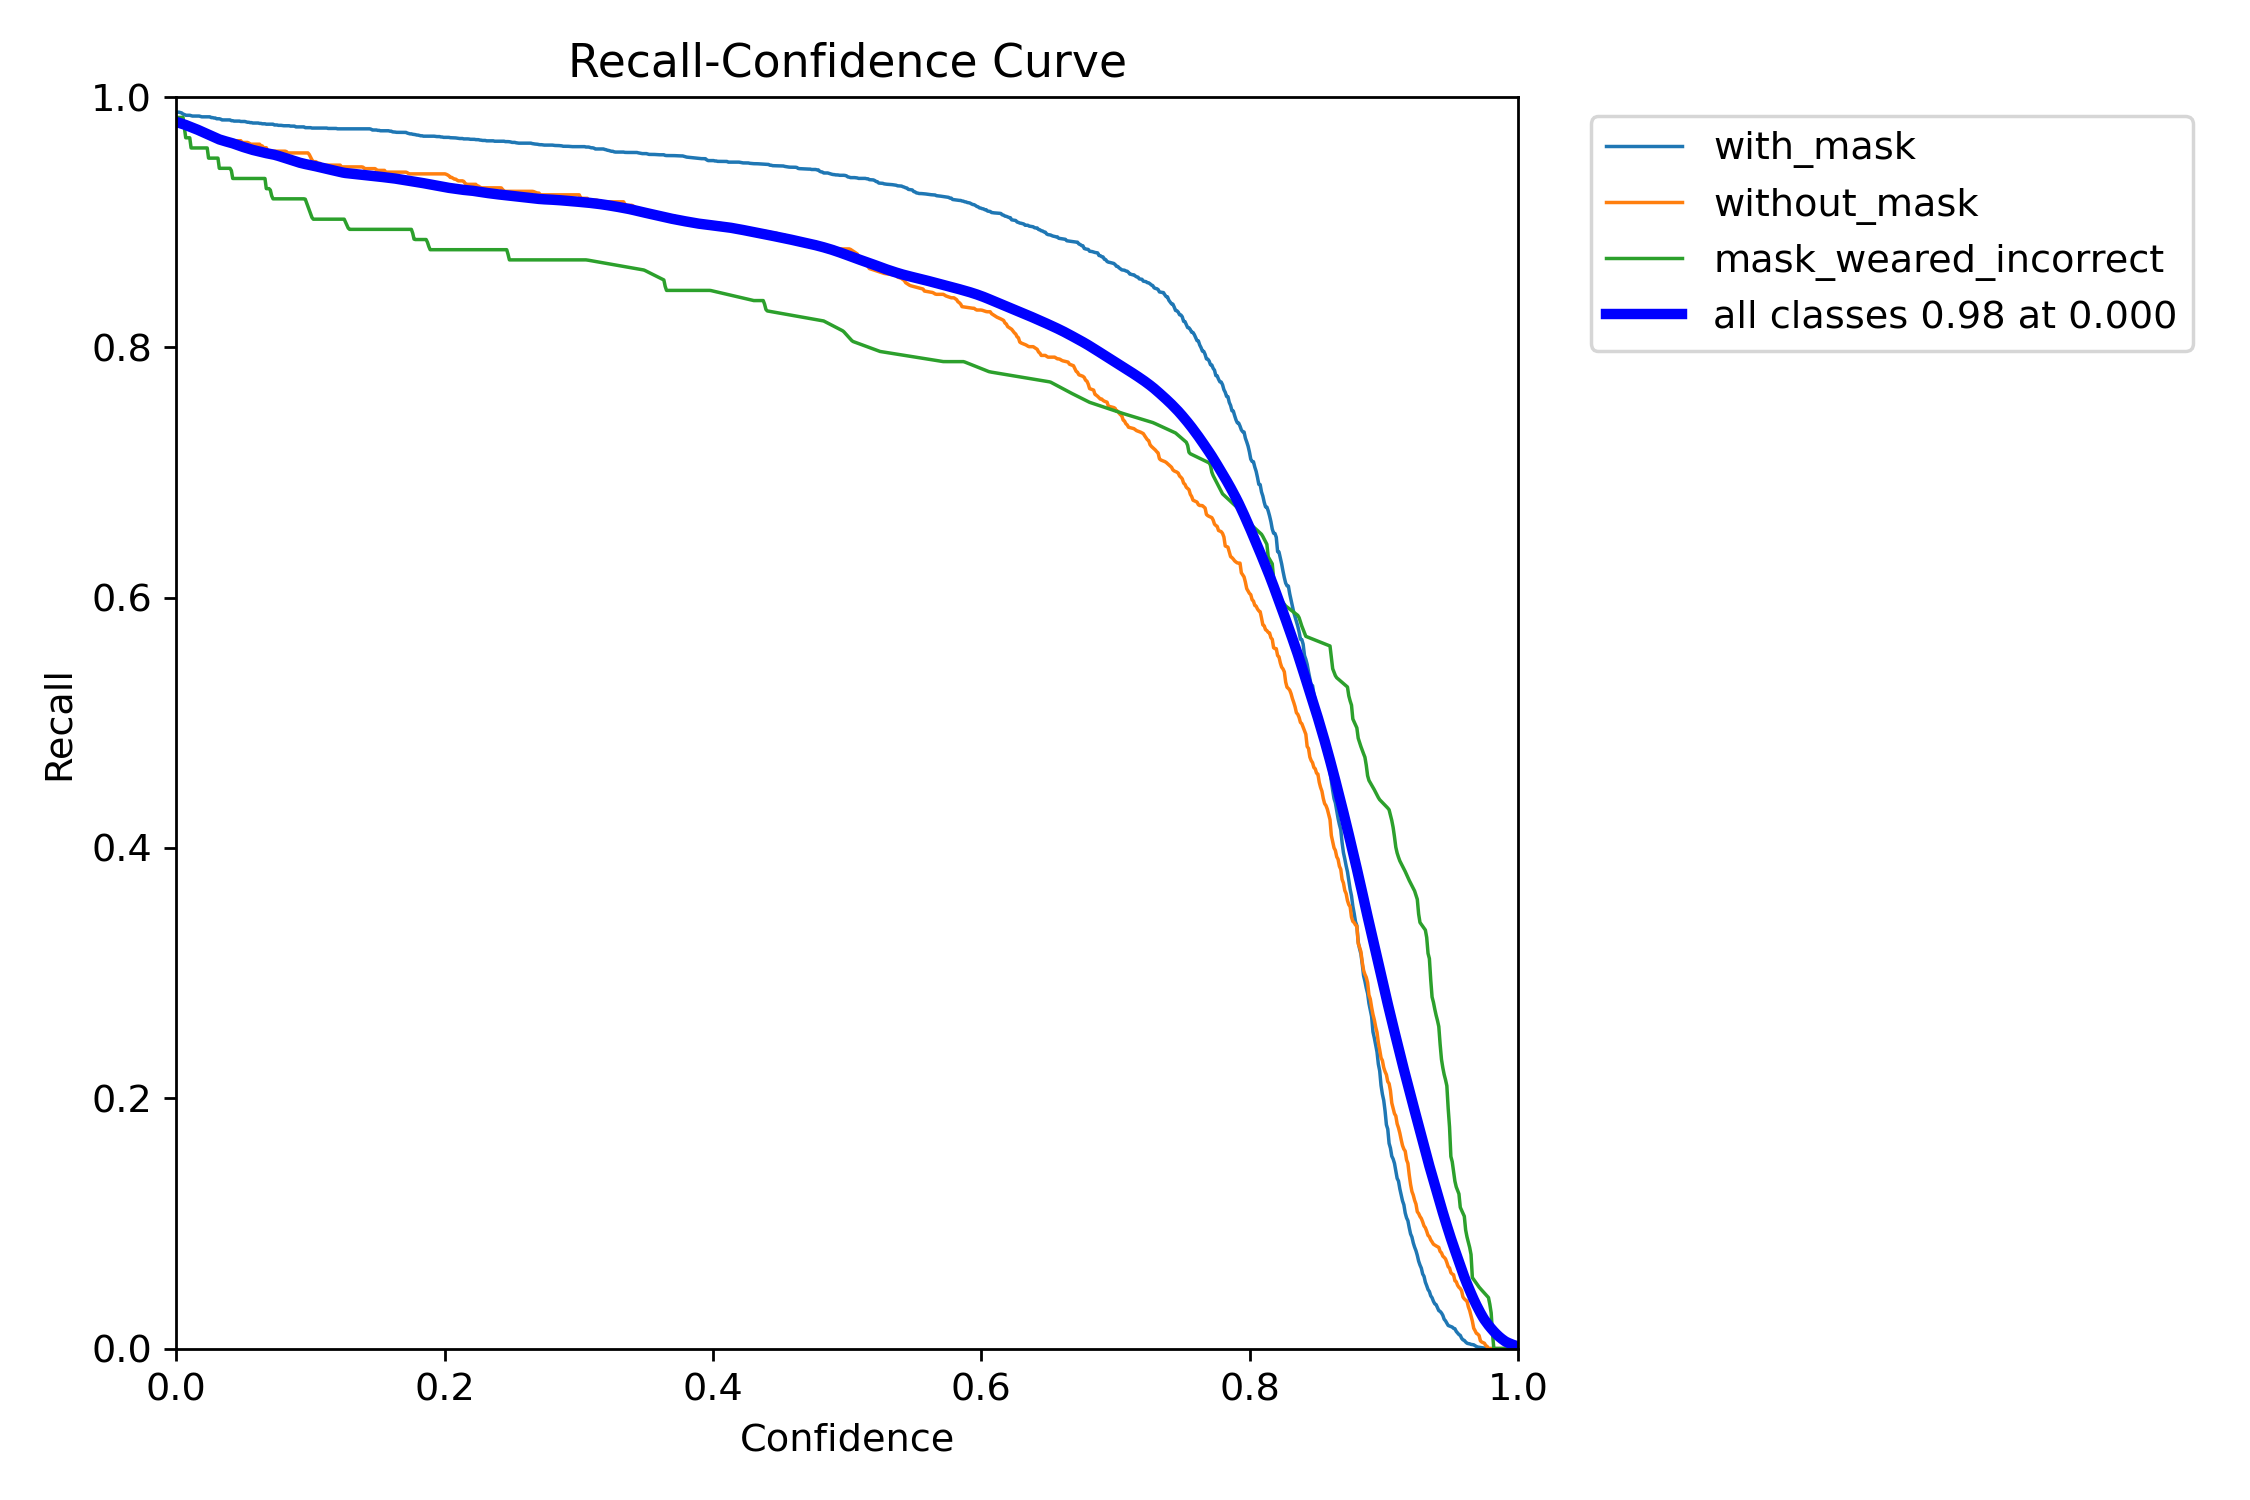 Recall-Confidence Curve
1.0
0.8
0.6
0.4
0.2
0.0
Recall
0.0 0.2 0.4 0.6 0.8 1.0
Confidence
with_mask
without_mask
mask_weared_incorrect
all classes 0.98 at 0.000